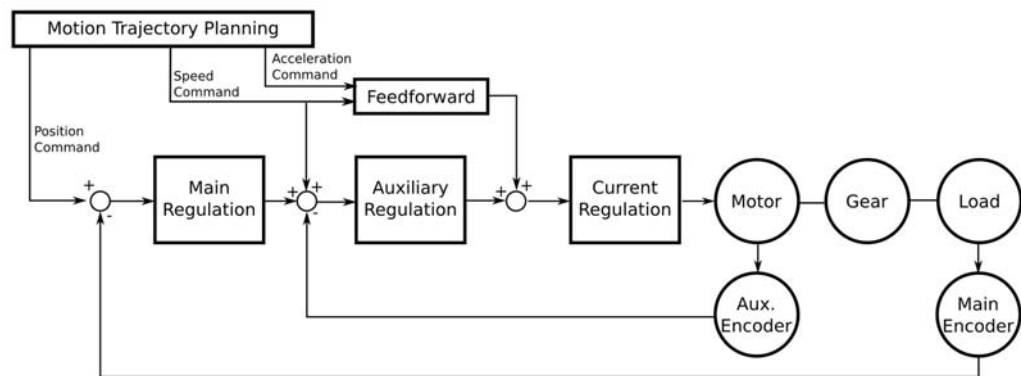 Motion Trajectory Planning
Acceleration
Command
Speed
Command
Feedforward
Position
Command
+
-
Main
Regulation
+
+
-
Auxiliary
Regulation
+
+
Current
Regulation
Motor
Gear
Load
Aux.
Encoder
Main
Encoder